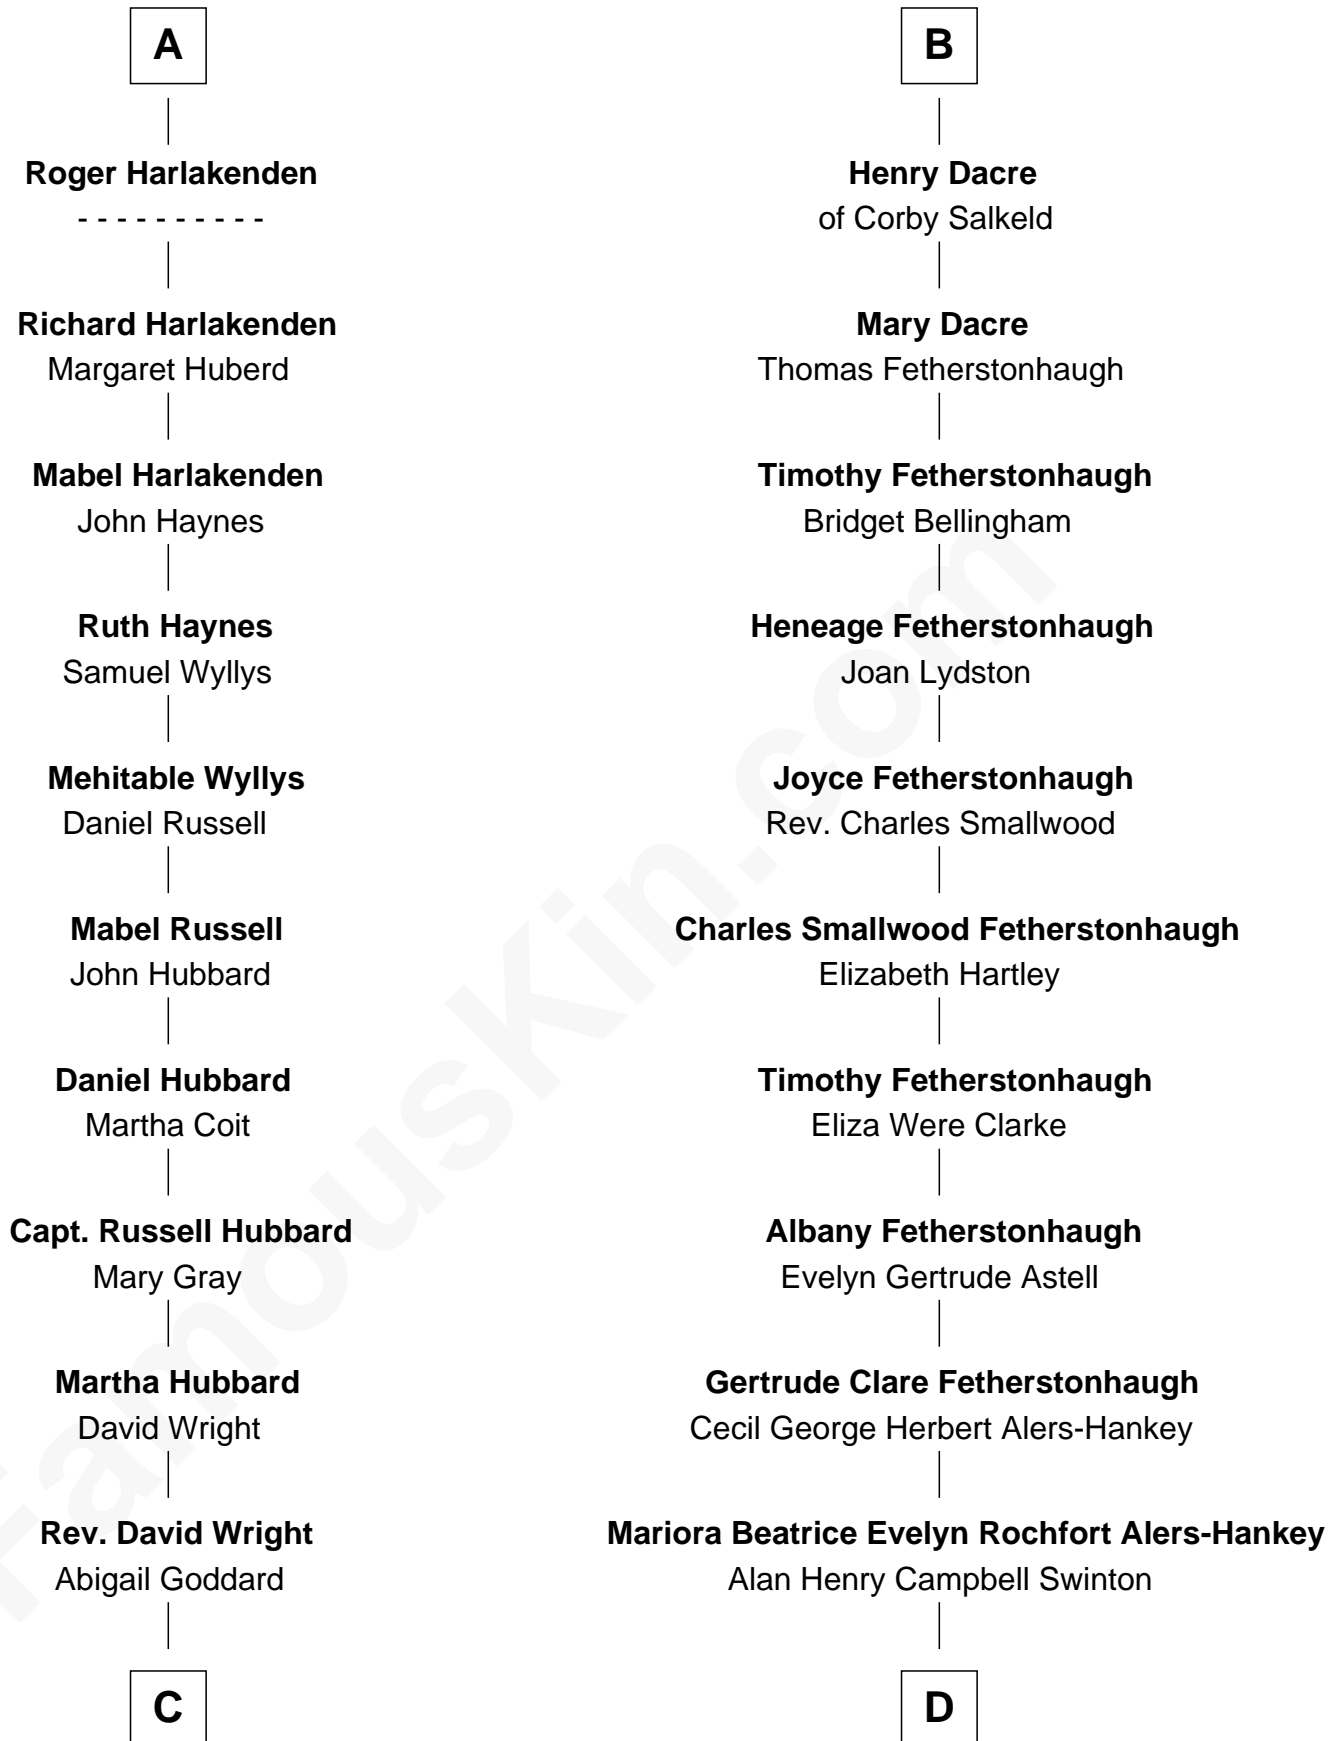 A
Roger Harlakenden
- - - - - - - - - -
Richard Harlakenden
Margaret Huberd
Mabel Harlakenden
John Haynes
Ruth Haynes
Samuel Wyllys
Mehitable Wyllys
Daniel Russell
Mabel Russell
John Hubbard
Daniel Hubbard
Martha Coit
Capt. Russell Hubbard
Mary Gray
Martha Hubbard
David Wright
Rev. David Wright
Abigail Goddard
C
B
Henry Dacre
of Corby Salkeld
Mary Dacre
Thomas Fetherstonhaugh
Timothy Fetherstonhaugh
Bridget Bellingham
Heneage Fetherstonhaugh
Joan Lydston
Joyce Fetherstonhaugh
Rev. Charles Smallwood
Charles Smallwood Fetherstonhaugh
Elizabeth Hartley
Timothy Fetherstonhaugh
Eliza Were Clarke
Albany Fetherstonhaugh
Evelyn Gertrude Astell
Gertrude Clare Fetherstonhaugh
Cecil George Herbert Alers-Hankey
Mariora Beatrice Evelyn Rochfort Alers-Hankey
Alan Henry Campbell Swinton
D
FamousKin.com